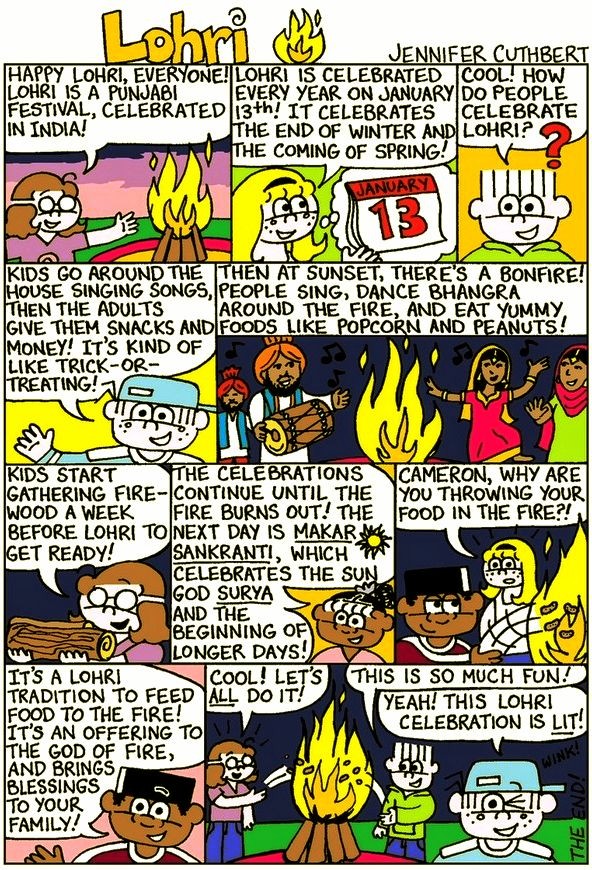 Lohri
JENNIFER CUTHBERT
HAPPY LOHRI, EVERYONE!
LOHRI IS A PUNJABI
FESTIVAL, CELEBRATED
IN INDIA!
LOHRI IS CELEBRATED
EVERY YEAR ON JANUARY
13th! IT CELEBRATES
THE END OF WINTER AND
THE COMING OF SPRING!
JANUARY
13
COOL! HOW
DO PEOPLE
CELEBRATE
LOHRI?
?
KIDS GO AROUND THE
HOUSE SINGING SONGS,
THEN THE ADULTS
GIVE THEM SNACKS AND
MONEY! IT'S KIND OF
LIKE TRICK-OR-
TREATING!
THEN AT SUNSET, THERE'S A BONFIRE!
PEOPLE SING, DANCE BHANGRA
AROUND THE FIRE, AND EAT YUMMY
FOODS LIKE POPCORN AND PEANUTS!
KIDS START
GATHERING FIRE-
WOOD A WEEK
BEFORE LOHRI TO
GET READY!
THE CELEBRATIONS
CONTINUE UNTIL THE
FIRE BURNS OUT! THE
NEXT DAY IS MAKAR
SANKRANTI, WHICH
CELEBRATES THE SUN
GOD SURYA
AND THE
BEGINNING OF
LONGER DAYS!
CAMERON, WHY ARE
YOU THROWING YOUR
FOOD IN THE FIRE?!
IT'S A LOHRI
TRADITION TO FEED
FOOD TO THE FIRE!
IT'S AN OFFERING TO
THE GOD OF FIRE,
AND BRINGS
BLESSINGS
TO YOUR
FAMILY!
COOL! LET'S
ALL DO IT!
THIS IS SO MUCH FUN!
YEAH! THIS LOHRI
CELEBRATION IS LIT!
WINK!
THE END!